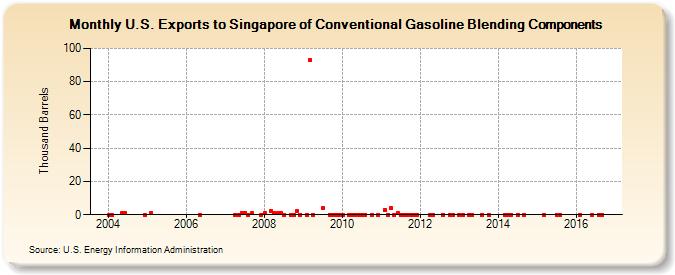 Monthly U.S. Exports to Singapore of Conventional Gasoline Blending Components
Thousand Barrels
100
80
60
40
20
0
2004 2006 2008 2010 2012 2014 2016
Source: U.S. Energy Information Administration